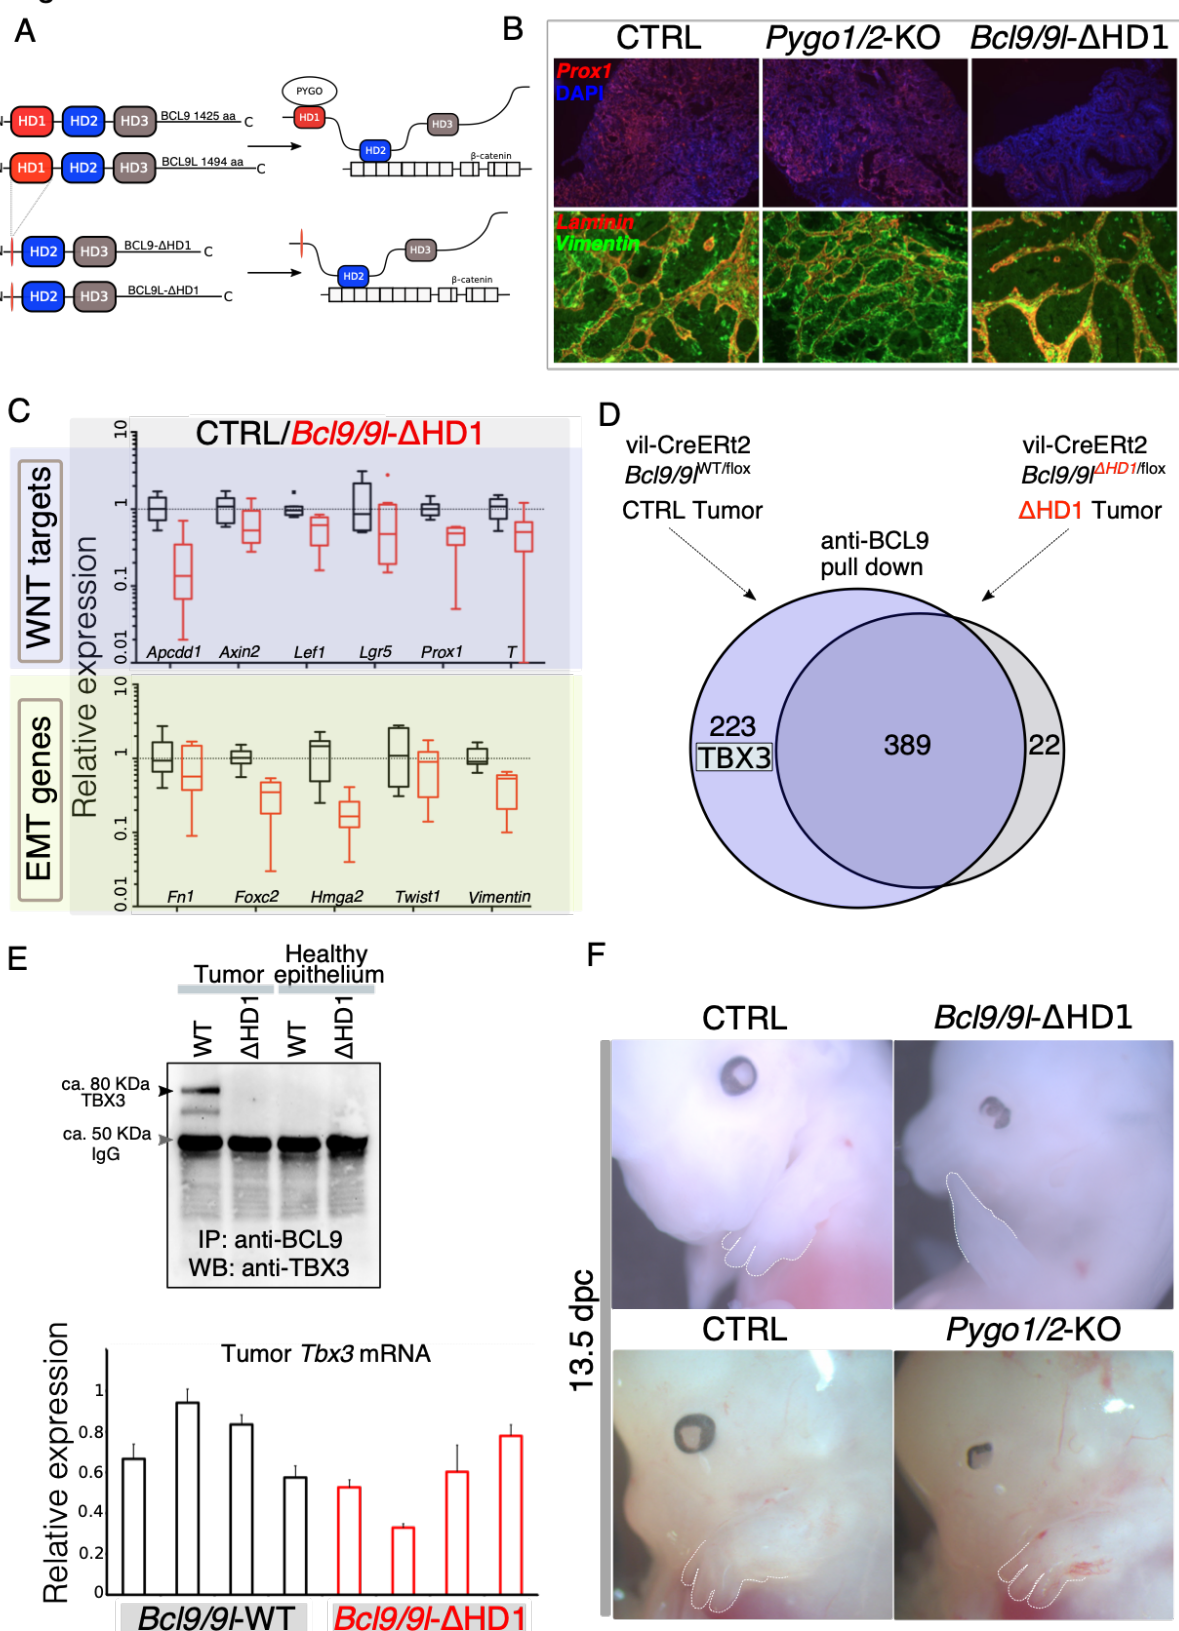 A
PYGO
HD1 HD2 HD3 BCL9 1425 aa C
HD1
HD3
HD2
β-catenin
HD1 HD2 HD3 BCL9L 1494 aa C
HD2 HD3 BCL9-ΔHD1 C
HD3
HD2
β-catenin
HD2 HD3 BCL9L-ΔHD1 C
B
CTRL Pygo1/2-KO Bcl9/9l-ΔHD1
Prox1
DAPI
Laminin
Vimentin
C
CTRL/Bcl9/9l-ΔHD1
WNT targets
EMT genes
Relative expression
10
1
0.1
0.01
Apcdd1 Axin2 Lef1 Lgr5 Prox1 T
10
1
0.1
0.01
Fn1 Foxc2 Hmga2 Twist1 Vimentin
D
vil-CreERt2
Bcl9/9l WT/flox
CTRL Tumor
vil-CreERt2
Bcl9/9l ΔHD1/flox
ΔHD1 Tumor
anti-BCL9
pull down
223
TBX3
389
22
E
Tumor
Healthy
epithelium
WT ΔHD1 WT ΔHD1
ca. 80 KDa
TBX3
ca. 50 KDa
IgG
IP: anti-BCL9
WB: anti-TBX3
Tumor Tbx3 mRNA
Relative expression
1
0.8
0.6
0.4
0.2
0
Bcl9/9l-WT Bcl9/9l-ΔHD1
F
CTRL Bcl9/9l-ΔHD1
13.5 dpc
CTRL Pygo1/2-KO